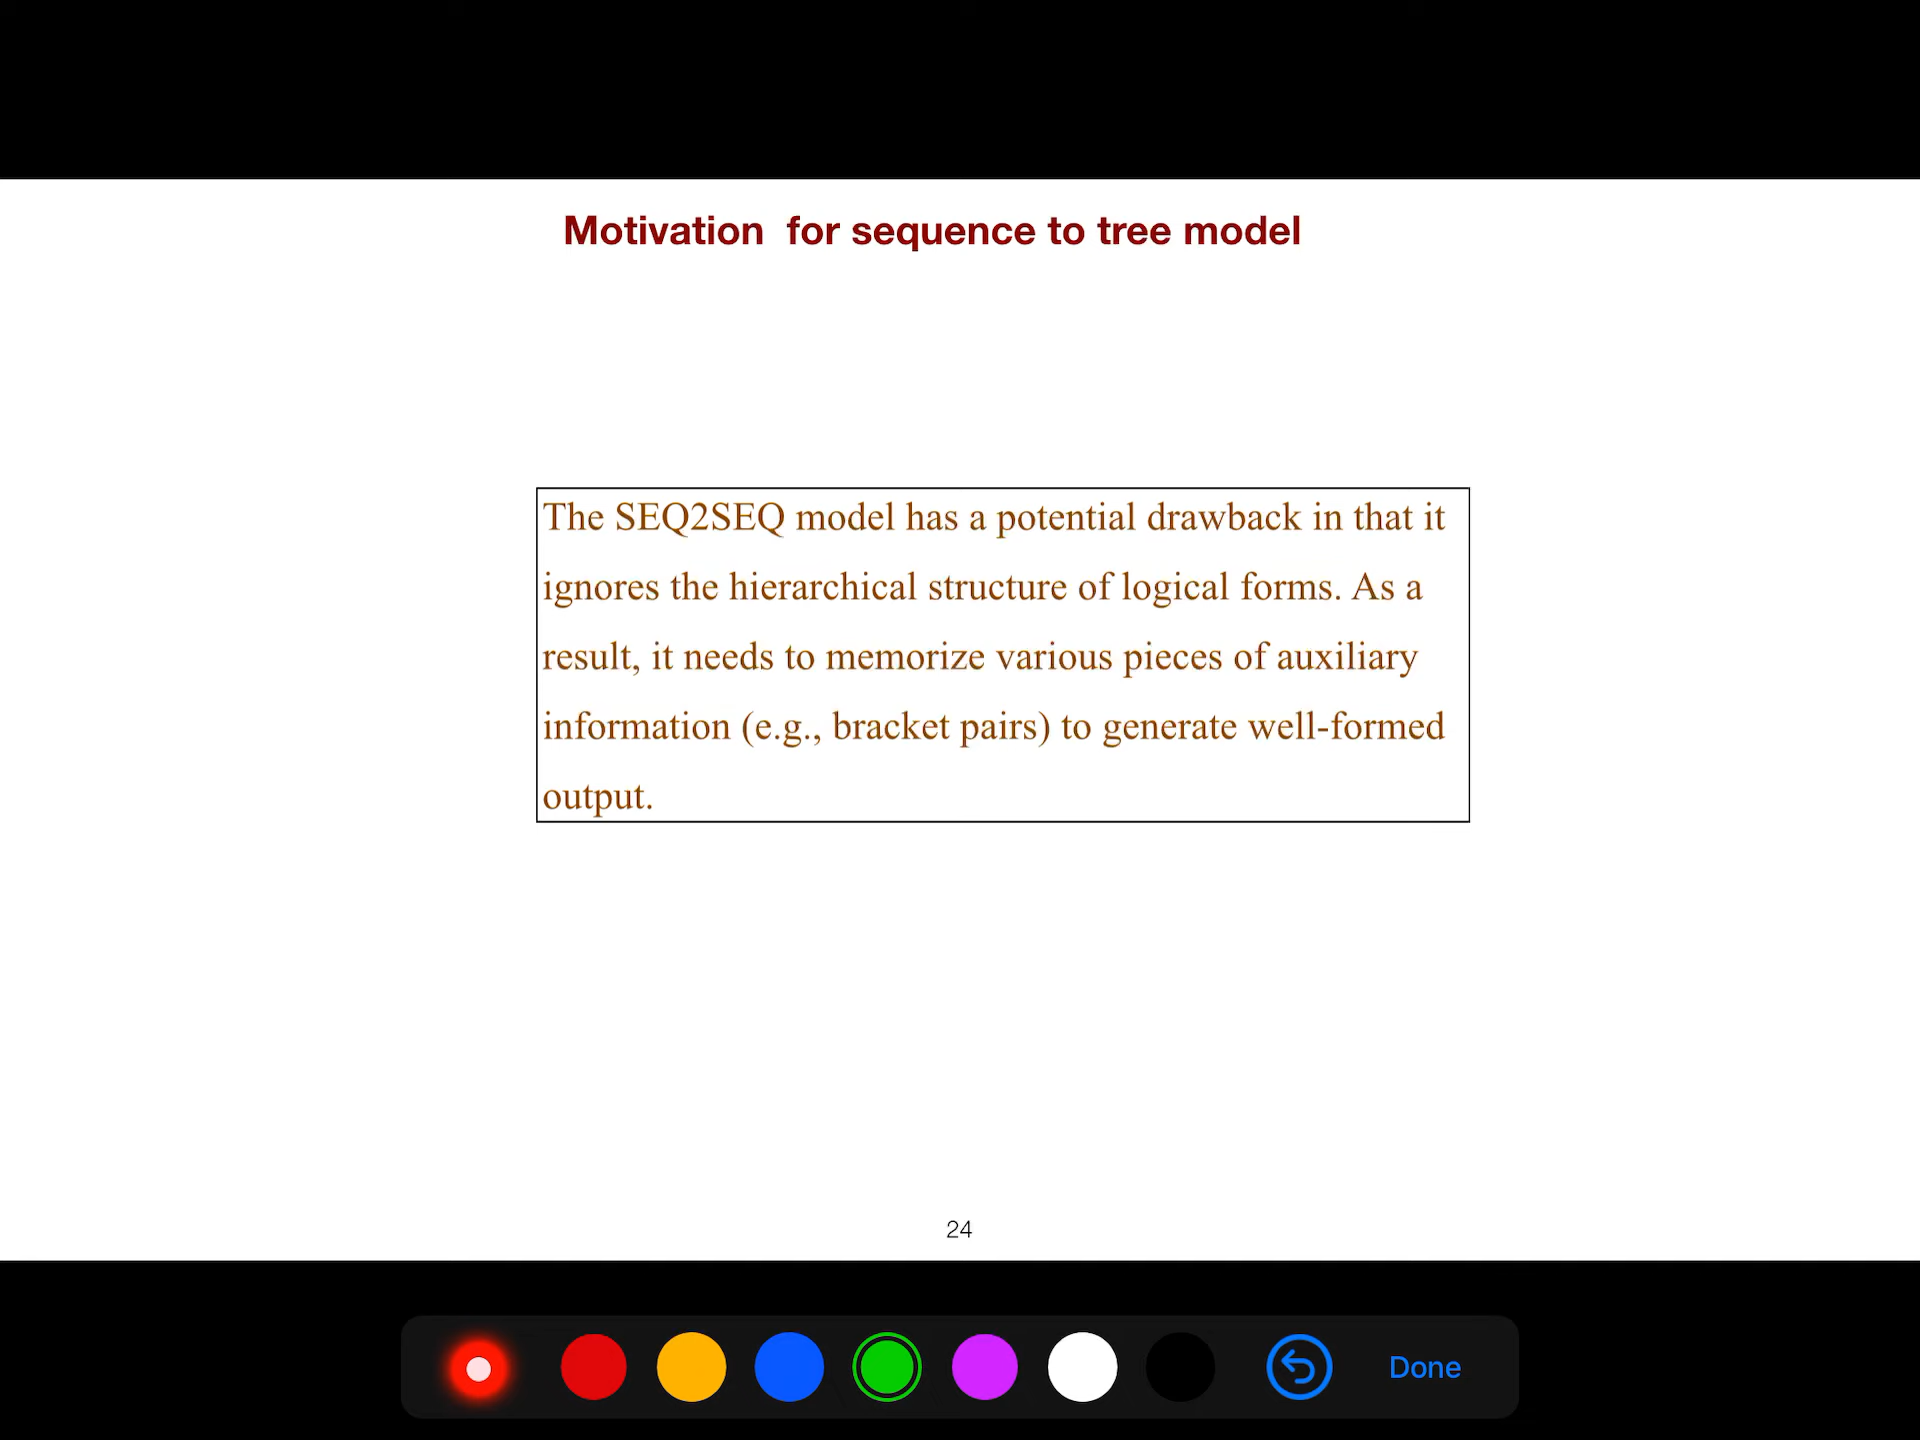 Motivation  for sequence to tree model
The SEQ2SEQ model has a potential drawback in that it
ignores the hierarchical structure of logical forms. As a
result, it needs to memorize various pieces of auxiliary
information (e.g., bracket pairs) to generate well-formed
output.
24
Done